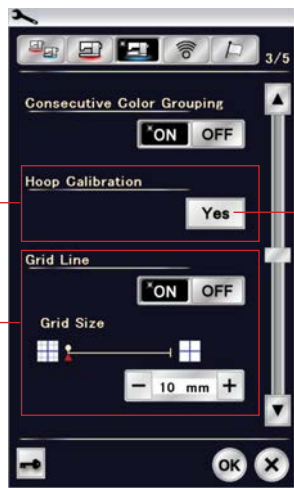 3/5
Consecutive Color Grouping
ON OFF
Hoop Calibration
Yes
Grid Line
ON OFF
Grid Size
− 10 mm +
OK